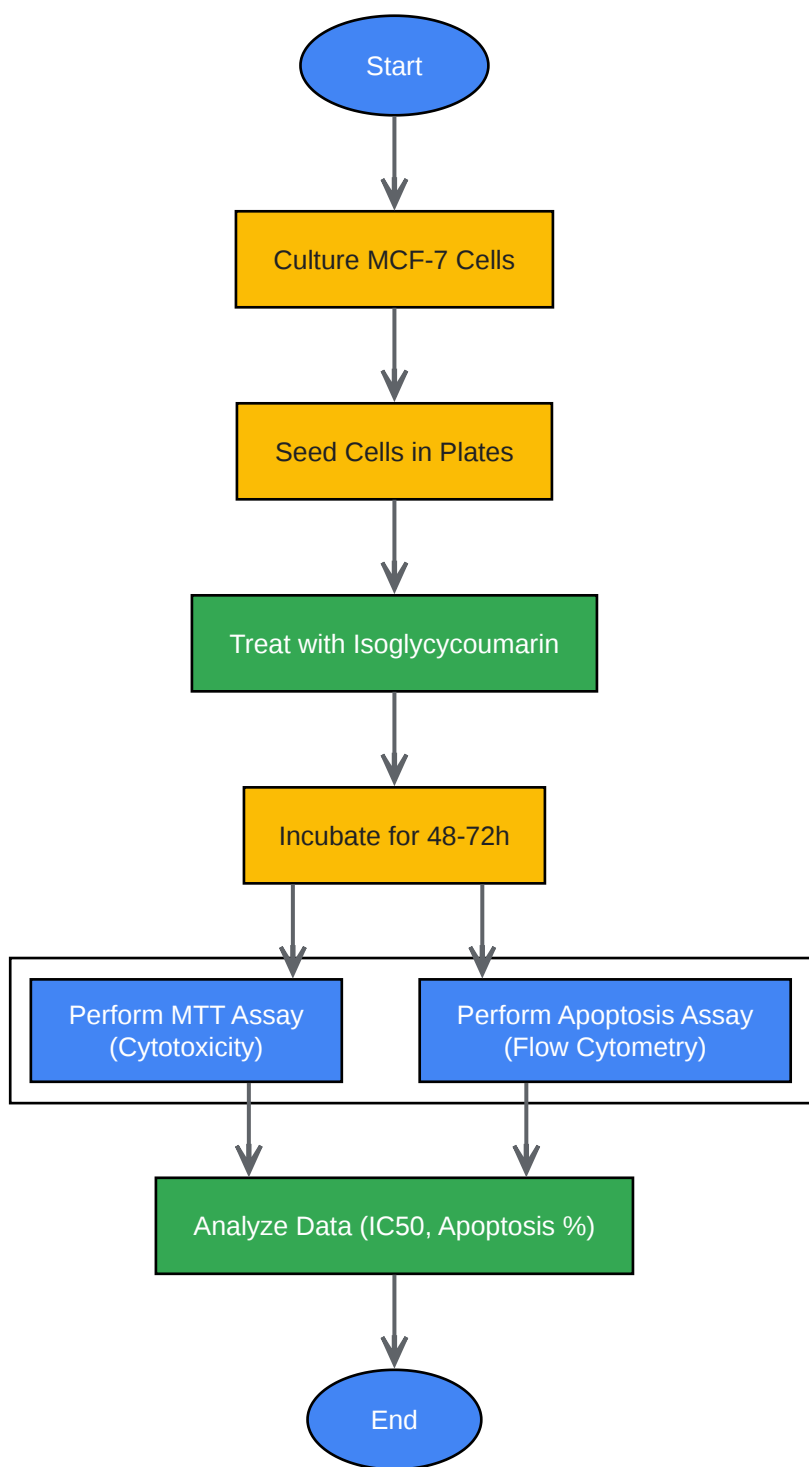 Start
Culture MCF-7 Cells
Seed Cells in Plates
Treat with Isoglycycoumarin
Incubate for 48-72h
Perform MTT Assay
(Cytotoxicity)
Perform Apoptosis Assay
(Flow Cytometry)
Analyze Data (IC50, Apoptosis %)
End